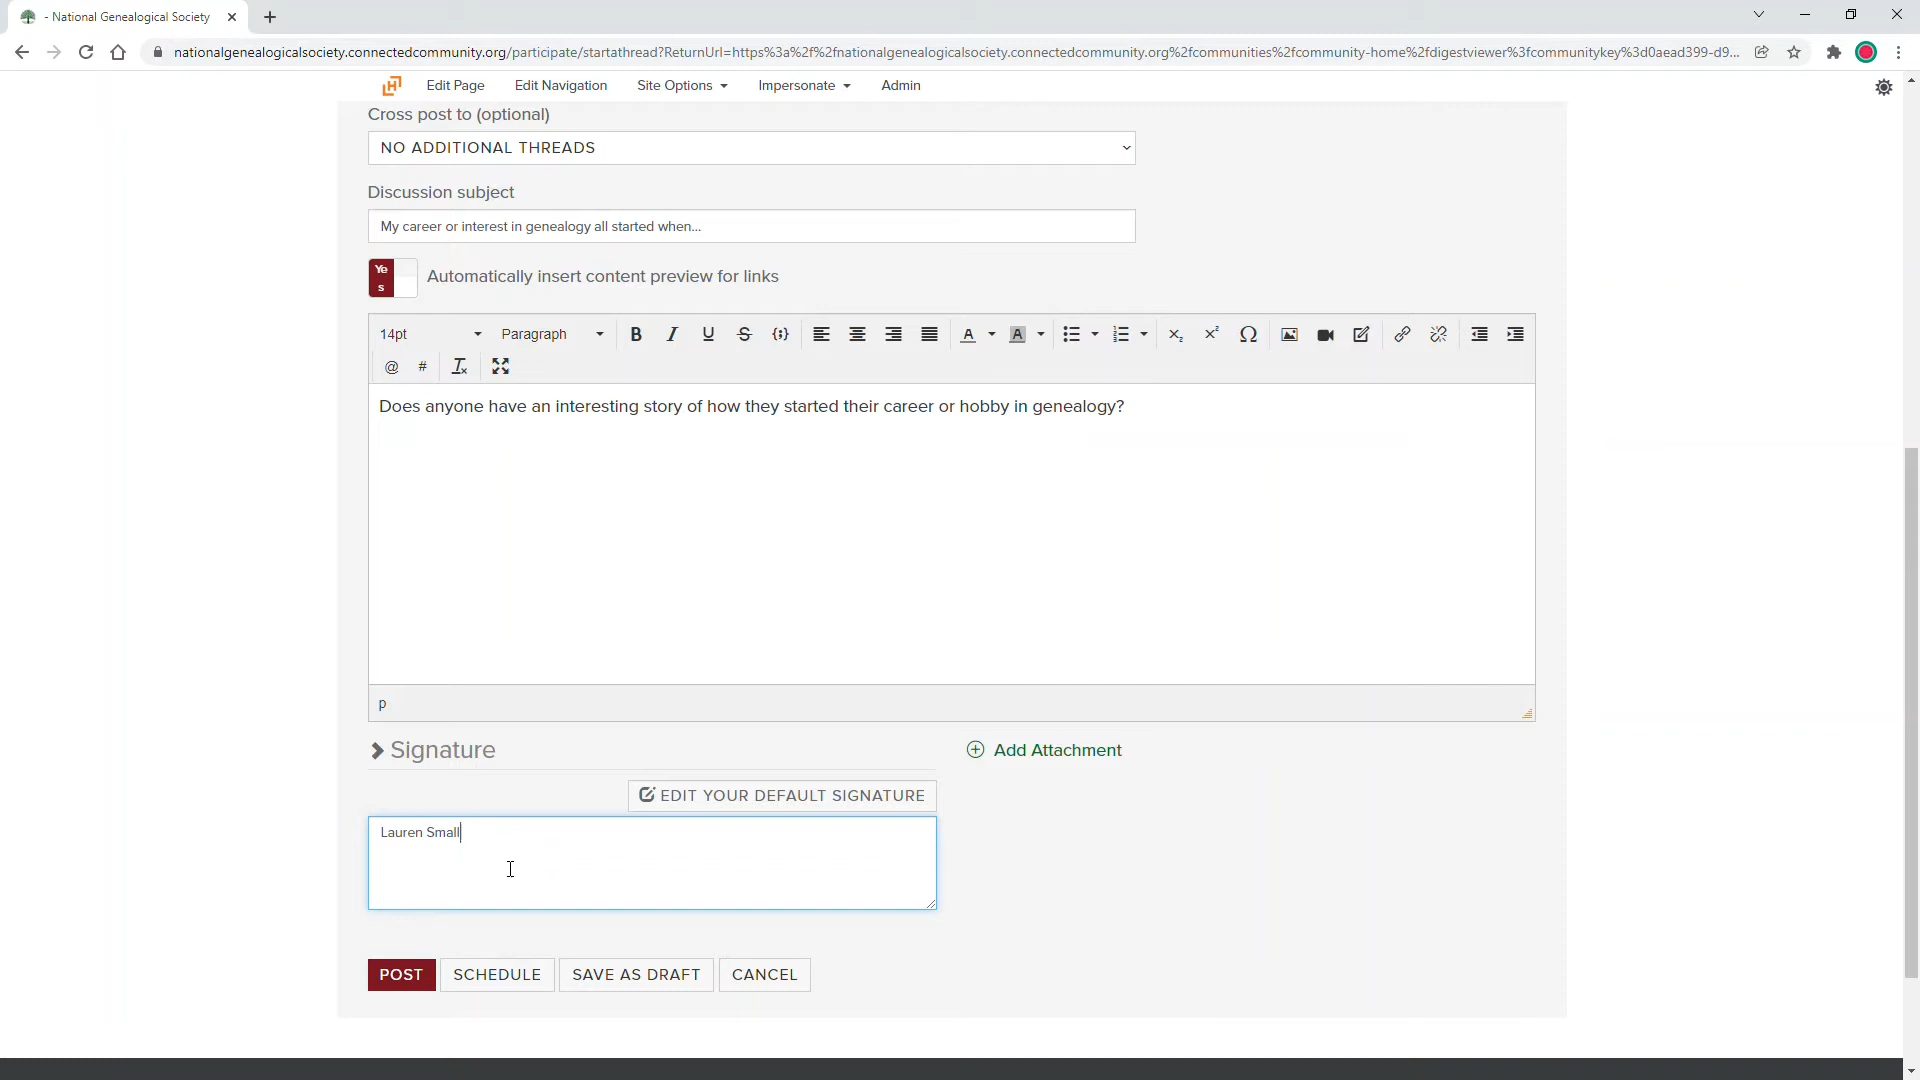 - National Genealogical Society
nationalgenealogicalsociety.connectedcommunity.org/participate/startathread?ReturnUrl=https%3a%2f%2fnationalgenealogicalsociety.connectedcommunity.org%2fcommunities%2fcommunity-home%2fdigestviewer%3fcommunitykey%3d0aead399-d9...
Edit Page Edit Navigation Site Options Impersonate Admin
Cross post to (optional)
NO ADDITIONAL THREADS
Discussion subject
My career or interest in genealogy all started when...
Yes Automatically insert content preview for links
14pt Paragraph B I U S {;} A A X₂ X² Ω
@ # Tx
Does anyone have an interesting story of how they started their career or hobby in genealogy?
p
Signature Add Attachment
EDIT YOUR DEFAULT SIGNATURE
Lauren Small
POST SCHEDULE SAVE AS DRAFT CANCEL